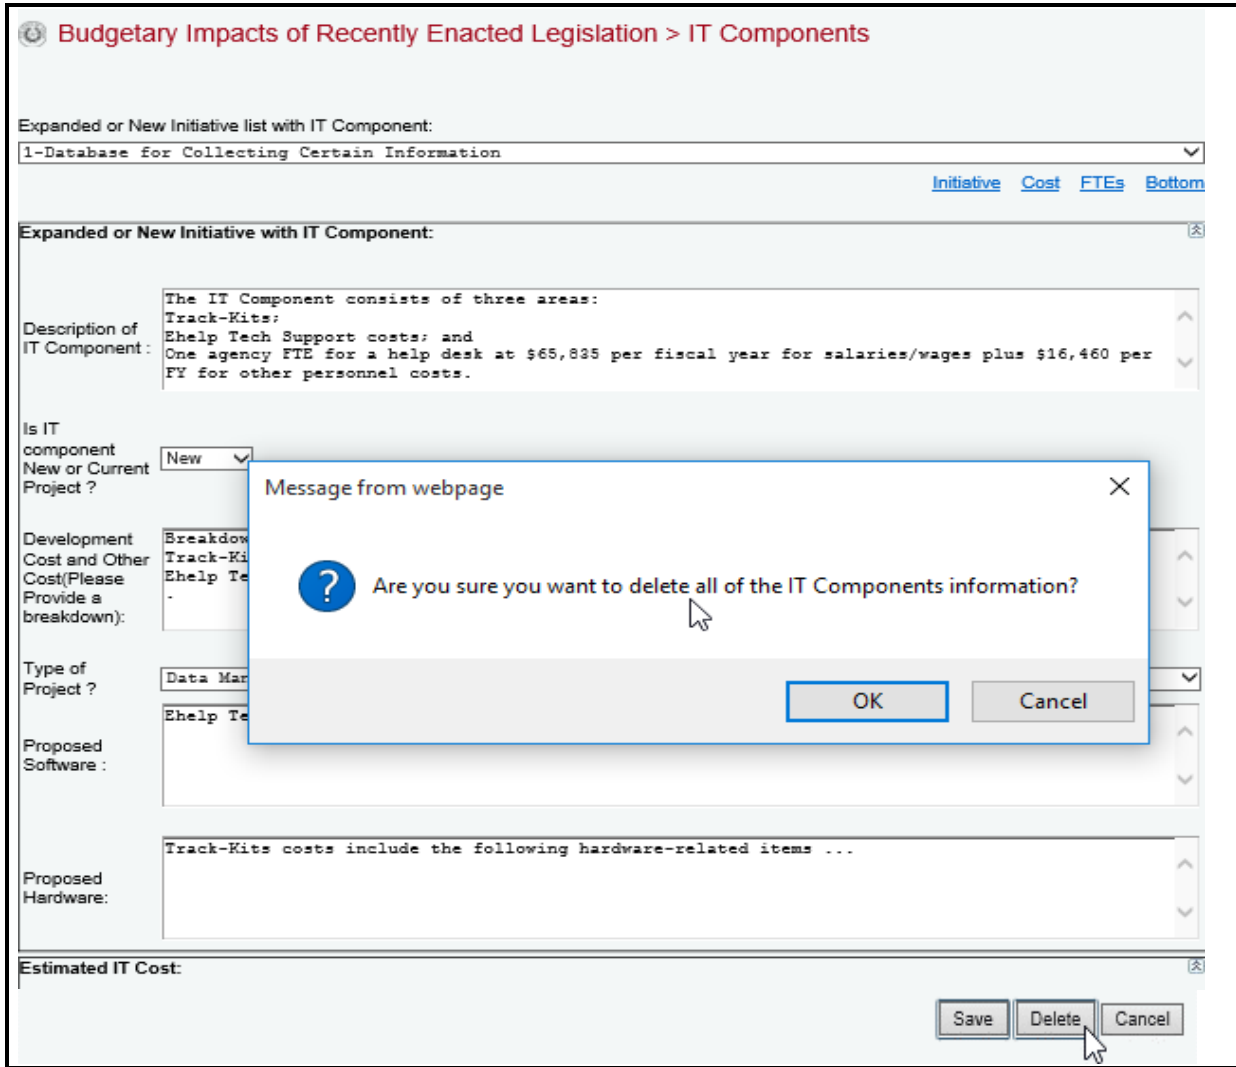 Budgetary Impacts of Recently Enacted Legislation > IT Components
Expanded or New Initiative list with IT Component:
1-Database for Collecting Certain Information
Initiative Cost FTEs Bottom
Expanded or New Initiative with IT Component:
Description of
IT Component :
The IT Component consists of three areas:
Track-Kits;
Ehelp Tech Support costs; and
One agency FTE for a help desk at $65,835 per fiscal year for salaries/wages plus $16,460 per
FY for other personnel costs.
Is IT
component
New or Current
Project ?
New
Message from webpage
Are you sure you want to delete all of the IT Components information?
OK Cancel
Development
Cost and Other
Cost(Please
Provide a
breakdown):
Breakdow
Track-Ki
Ehelp Te
-
Type of
Project ?
Data Mar
Proposed
Software :
Ehelp Te
Proposed
Hardware:
Track-Kits costs include the following hardware-related items ...
Estimated IT Cost:
Save Delete Cancel